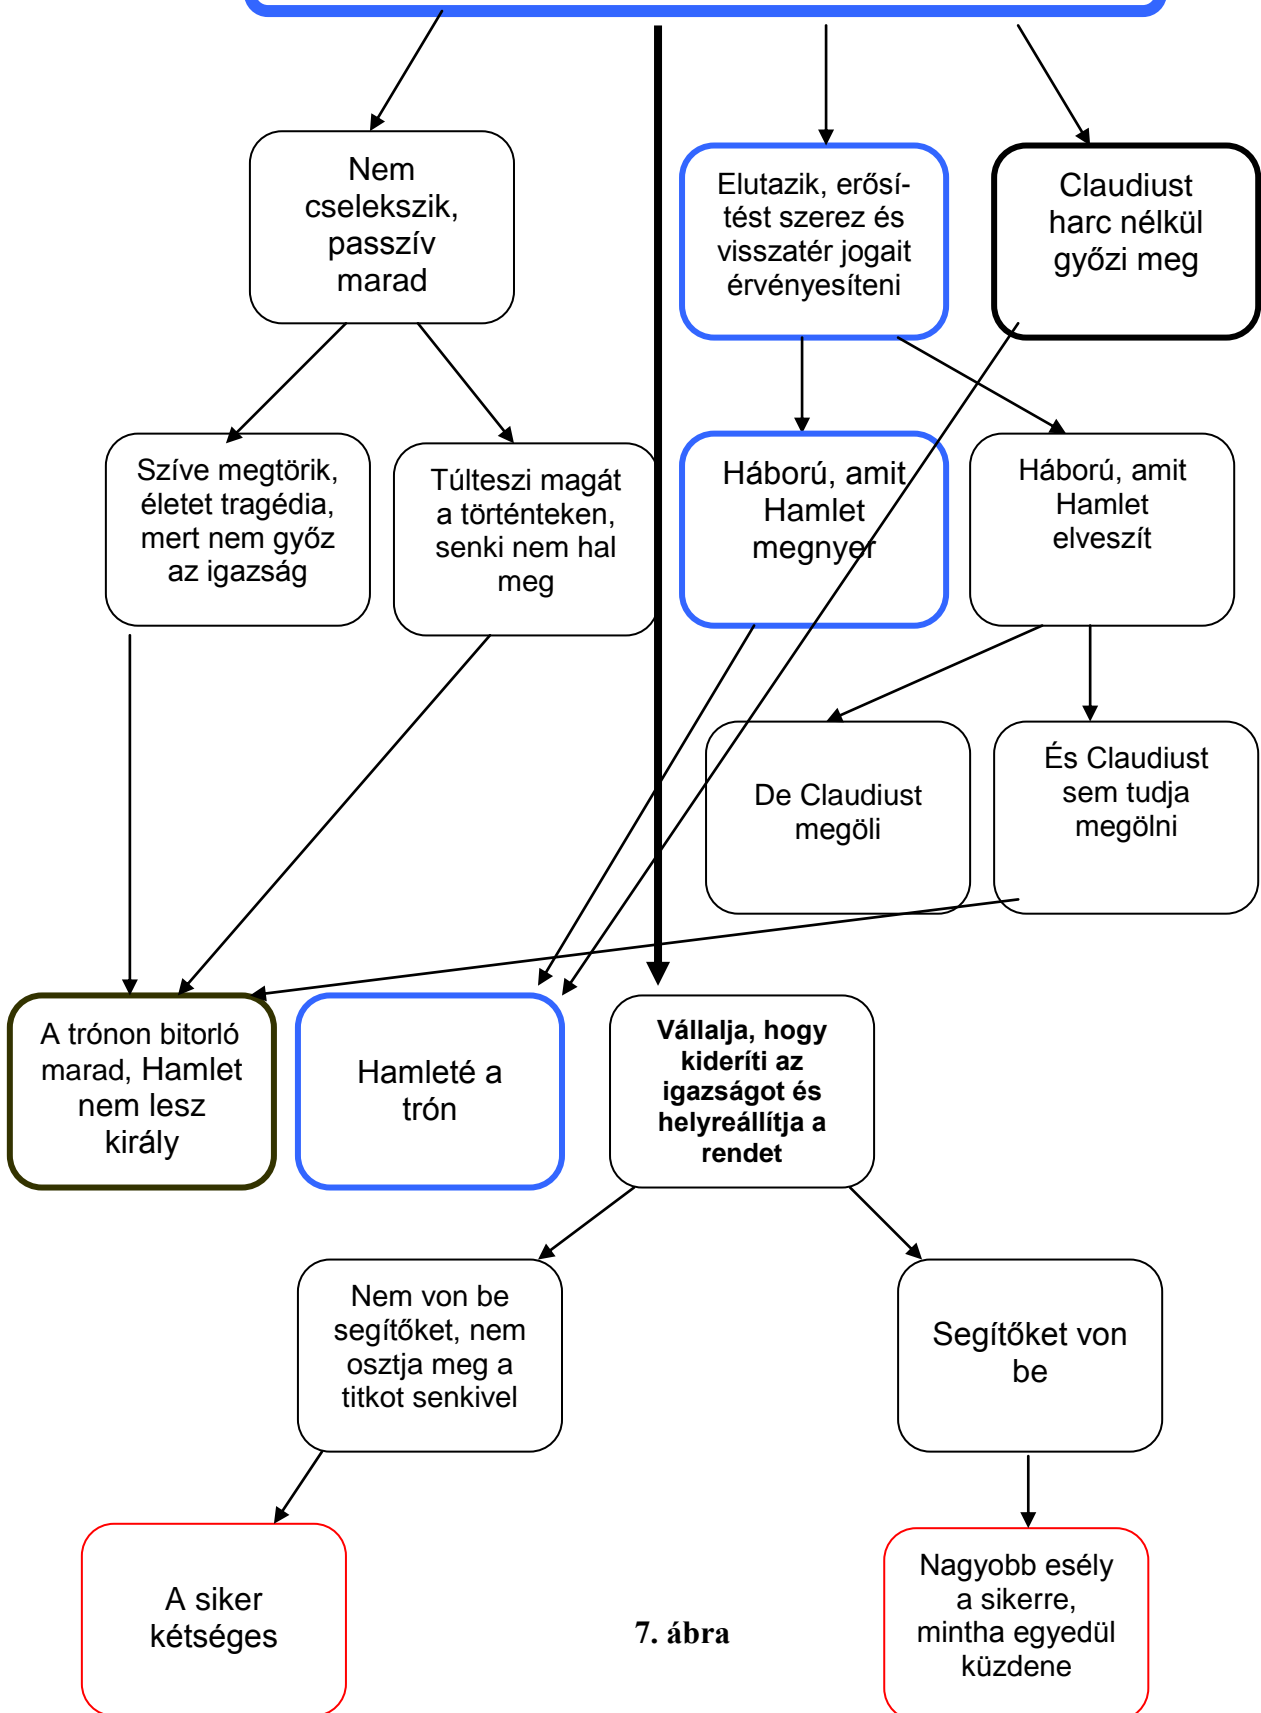 Nem
cselekszik,
passzív
marad
Elutazik, erősí-
tést szerez és
visszatér jogait
érvényesíteni
Claudiust
harc nélkül
győzi meg
Szíve megtörik,
életet tragédia,
mert nem győz
az igazság
Túlteszi magát
a történteken,
senki nem hal
meg
Háború, amit
Hamlet
megnyer
Háború, amit
Hamlet
elveszít
De Claudiust
megöli
És Claudiust
sem tudja
megölni
A trónon bitorló
marad, Hamlet
nem lesz
király
Hamleté a
trón
Vállalja, hogy
kideríti az
igazságot és
helyreállítja a
rendet
Nem von be
segítőket, nem
osztja meg a
titkot senkivel
Segítőket von
be
A siker
kétséges
7. ábra
Nagyobb esély
a sikerre,
mintha egyedül
küzdene